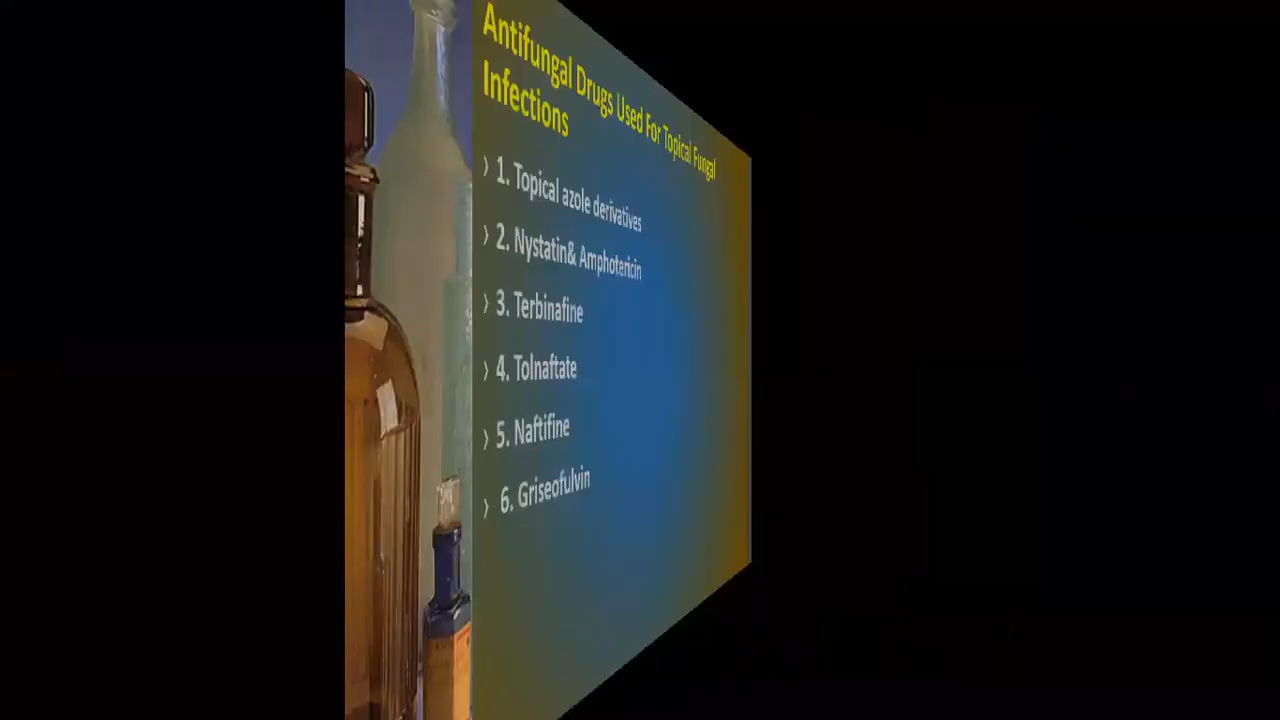 Antifungal Drugs Used For Topical Fungal
Infections
› 1. Topical azole derivatives
› 2. Nystatin& Amphotericin
› 3. Terbinafine
› 4. Tolnaftate
› 5. Naftifine
› 6. Griseofulvin